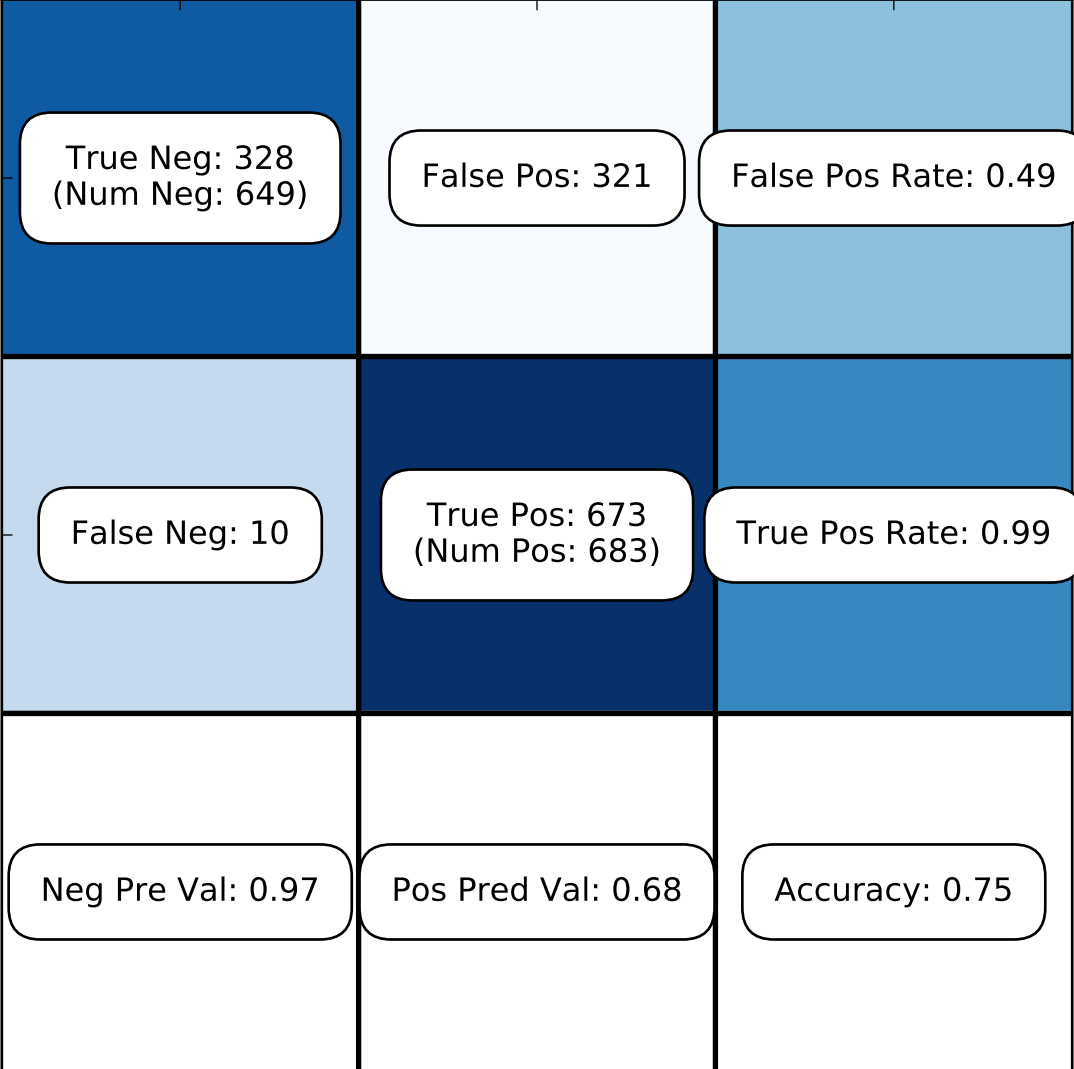 True Neg: 328
(Num Neg: 649)
False Pos: 321
False Pos Rate: 0.49
False Neg: 10
True Pos: 673
(Num Pos: 683)
True Pos Rate: 0.99
Neg Pre Val: 0.97
Pos Pred Val: 0.68
Accuracy: 0.75